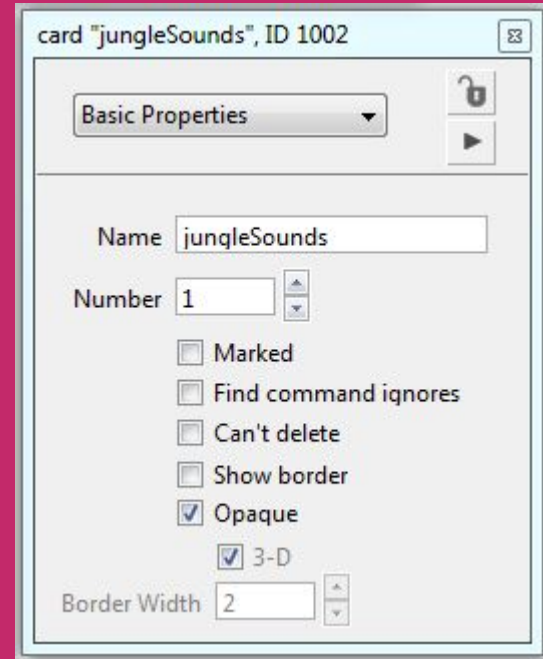 card "jungleSounds", ID 1002
Basic Properties
Name jungleSounds
Number 1
Marked
Find command ignores
Can't delete
Show border
Opaque
3-D
Border Width 2